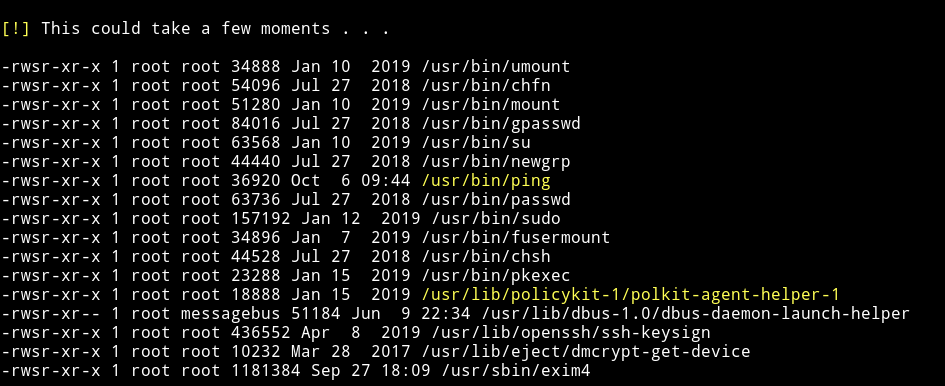 [!] This could take a few moments . . .
-rwsr-xr-x 1 root root 34888 Jan 10  2019 /usr/bin/umount
-rwsr-xr-x 1 root root 54096 Jul 27  2018 /usr/bin/chfn
-rwsr-xr-x 1 root root 51280 Jan 10  2019 /usr/bin/mount
-rwsr-xr-x 1 root root 84016 Jul 27  2018 /usr/bin/gpasswd
-rwsr-xr-x 1 root root 63568 Jan 10  2019 /usr/bin/su
-rwsr-xr-x 1 root root 44440 Jul 27  2018 /usr/bin/newgrp
-rwsr-xr-x 1 root root 36920 Oct  6 09:44 /usr/bin/ping
-rwsr-xr-x 1 root root 63736 Jul 27  2018 /usr/bin/passwd
-rwsr-xr-x 1 root root 157192 Jan 12  2019 /usr/bin/sudo
-rwsr-xr-x 1 root root 34896 Jan  7  2019 /usr/bin/fusermount
-rwsr-xr-x 1 root root 44528 Jul 27  2018 /usr/bin/chsh
-rwsr-xr-x 1 root root 23288 Jan 15  2019 /usr/bin/pkexec
-rwsr-xr-x 1 root root 18888 Jan 15  2019 /usr/lib/policykit-1/polkit-agent-helper-1
-rwsr-xr-- 1 root messagebus 51184 Jun  9 22:34 /usr/lib/dbus-1.0/dbus-daemon-launch-helper
-rwsr-xr-x 1 root root 436552 Apr  8  2019 /usr/lib/openssh/ssh-keysign
-rwsr-xr-x 1 root root 10232 Mar 28  2017 /usr/lib/eject/dmcrypt-get-device
-rwsr-xr-x 1 root root 1181384 Sep 27 18:09 /usr/sbin/exim4